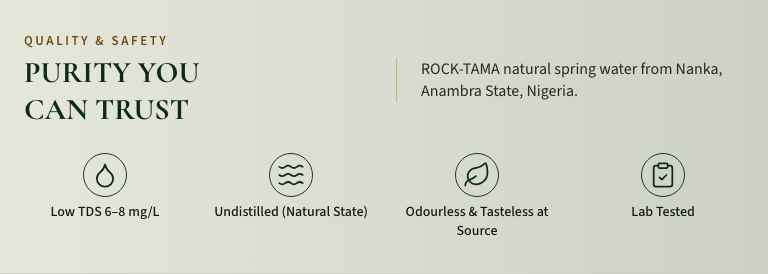 QUALITY & SAFETY
PURITY YOU
CAN TRUST
ROCK-TAMA natural spring water from Nanka,
Anambra State, Nigeria.
Low TDS 6–8 mg/L
Undistilled (Natural State)
Odourless & Tasteless at
Source
Lab Tested